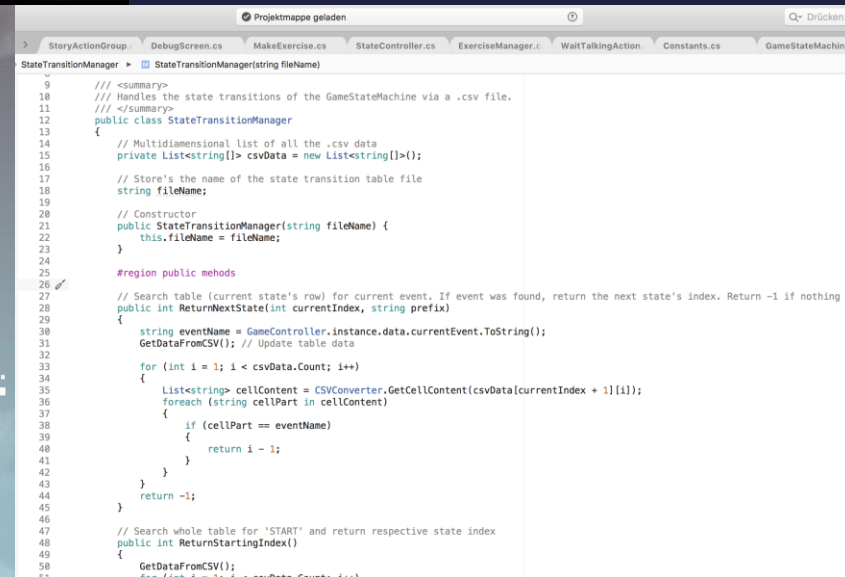 Projektmappe geladen
Drücken
StoryActionGroup. DebugScreen.cs MakeExercise.cs StateController.cs ExerciseManager.c WaitTalkingAction. Constants.cs GameStateMachin
StateTransitionManager StateTransitionManager(string fileName)
9 /// <summary>
10 /// Handles the state transitions of the GameStateMachine via a .csv file.
11 /// </summary>
12 public class StateTransitionManager
13 {
14 // Multidiamensional list of all the .csv data
15 private List<string[]> csvData = new List<string[]>();
16
17 // Store's the name of the state transition table file
18 string fileName;
19
20 // Constructor
21 public StateTransitionManager(string fileName) {
22 this.fileName = fileName;
23 }
24
25 #region public mehods
26
27 // Search table (current state's row) for current event. If event was found, return the next state's index. Return -1 if nothing
28 public int ReturnNextState(int currentIndex, string prefix)
29 {
30 string eventName = GameController.instance.data.currentEvent.ToString();
31 GetDataFromCSV(); // Update table data
32
33 for (int i = 1; i < csvData.Count; i++)
34 {
35 List<string> cellContent = CSVConverter.GetCellContent(csvData[currentIndex + 1][i]);
36 foreach (string cellPart in cellContent)
37 {
38 if (cellPart == eventName)
39 {
40 return i - 1;
41 }
42 }
43 }
44 return -1;
45 }
46
47 // Search whole table for 'START' and return respective state index
48 public int ReturnStartingIndex()
49 {
50 GetDataFromCSV();
51 for (int i = 1; i < csvData.Count; i++)